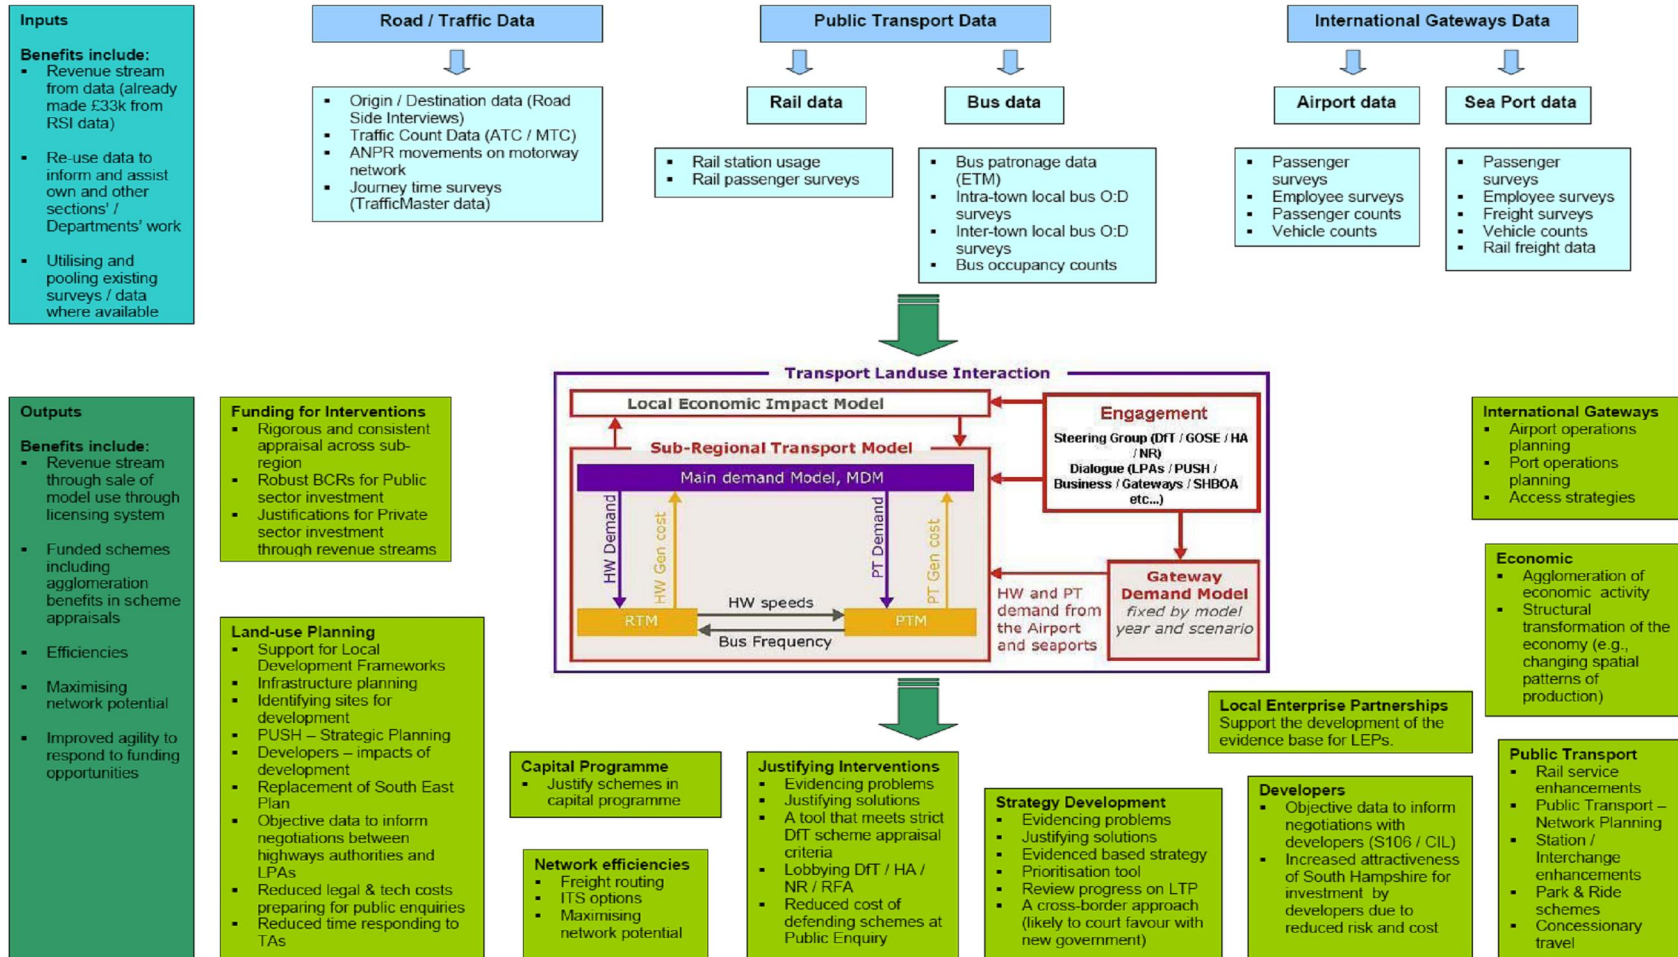 Inputs
Benefits include:
▪ Revenue stream
from data (already
made £33k from
RSI data)
▪ Re-use data to
inform and assist
own and other
sections' /
Departments' work
▪ Utilising and
pooling existing
surveys / data
where available
Road / Traffic Data
▪ Origin / Destination data (Road
Side Interviews)
▪ Traffic Count Data (ATC / MTC)
▪ ANPR movements on motorway
network
▪ Journey time surveys
(TrafficMaster data)
Public Transport Data
Rail data
▪ Rail station usage
▪ Rail passenger surveys
Bus data
▪ Bus patronage data
(ETM)
▪ Intra-town local bus O:D
surveys
▪ Inter-town local bus O:D
surveys
▪ Bus occupancy counts
International Gateways Data
Airport data
▪ Passenger
surveys
▪ Employee surveys
▪ Passenger counts
▪ Vehicle counts
Sea Port data
▪ Passenger
surveys
▪ Employee surveys
▪ Freight surveys
▪ Vehicle counts
▪ Rail freight data
Transport Landuse Interaction
Local Economic Impact Model
Engagement
Steering Group (DfT / GOSE / HA
/ NR)
Dialogue (LPAs / PUSH /
Business / Gateways / SHBOA
etc...)
Sub-Regional Transport Model
Main demand Model, MDM
HW Demand
HW Gen cost
PT Demand
PT Gen cost
HW speeds
RTM
PTM
Bus Frequency
HW and PT
demand from
the Airport
and seaports
Gateway
Demand Model
fixed by model
year and scenario
Outputs
Benefits include:
▪ Revenue stream
through sale of
model use through
licensing system
▪ Funded schemes
including
agglomeration
benefits in scheme
appraisals
▪ Efficiencies
▪ Maximising
network potential
▪ Improved agility to
respond to funding
opportunities
Funding for Interventions
▪ Rigorous and consistent
appraisal across sub-
region
▪ Robust BCRs for Public
sector investment
▪ Justifications for Private
sector investment
through revenue streams
Land-use Planning
▪ Support for Local
Development Frameworks
▪ Infrastructure planning
▪ Identifying sites for
development
▪ PUSH – Strategic Planning
▪ Developers – impacts of
development
▪ Replacement of South East
Plan
▪ Objective data to inform
negotiations between
highways authorities and
LPAs
▪ Reduced legal & tech costs
preparing for public enquiries
▪ Reduced time responding to
TAs
Capital Programme
▪ Justify schemes in
capital programme
Network efficiencies
▪ Freight routing
▪ ITS options
▪ Maximising
network potential
Justifying Interventions
▪ Evidencing problems
▪ Justifying solutions
▪ A tool that meets strict
DfT scheme appraisal
criteria
▪ Lobbying DfT / HA /
NR / RFA
▪ Reduced cost of
defending schemes at
Public Enquiry
Strategy Development
▪ Evidencing problems
▪ Justifying solutions
▪ Evidenced based strategy
▪ Prioritisation tool
▪ Review progress on LTP
▪ A cross-border approach
(likely to court favour with
new government)
Local Enterprise Partnerships
Support the development of the
evidence base for LEPs.
Developers
▪ Objective data to inform
negotiations with
developers (S106 / CIL)
▪ Increased attractiveness
of South Hampshire for
investment by
developers due to
reduced risk and cost
International Gateways
▪ Airport operations
planning
▪ Port operations
planning
▪ Access strategies
Economic
▪ Agglomeration of
economic activity
▪ Structural
transformation of the
economy (e.g.,
changing spatial
patterns of
production)
Public Transport
▪ Rail service
enhancements
▪ Public Transport –
Network Planning
▪ Station /
Interchange
enhancements
▪ Park & Ride
schemes
▪ Concessionary
travel